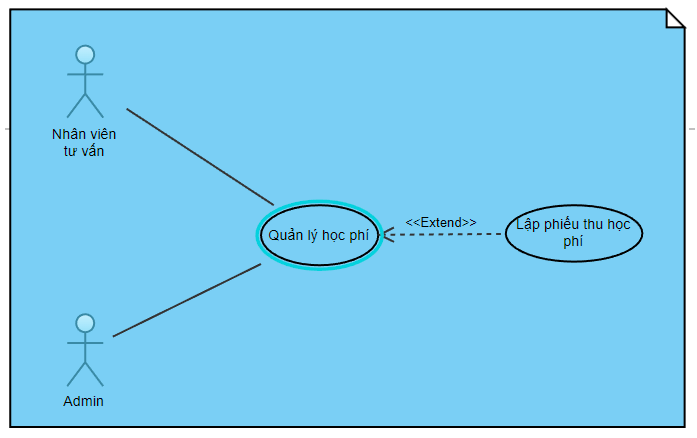 Nhân viên
tư vấn
Quản lý học phí
<<Extend>>
Lập phiếu thu học
phí
Admin